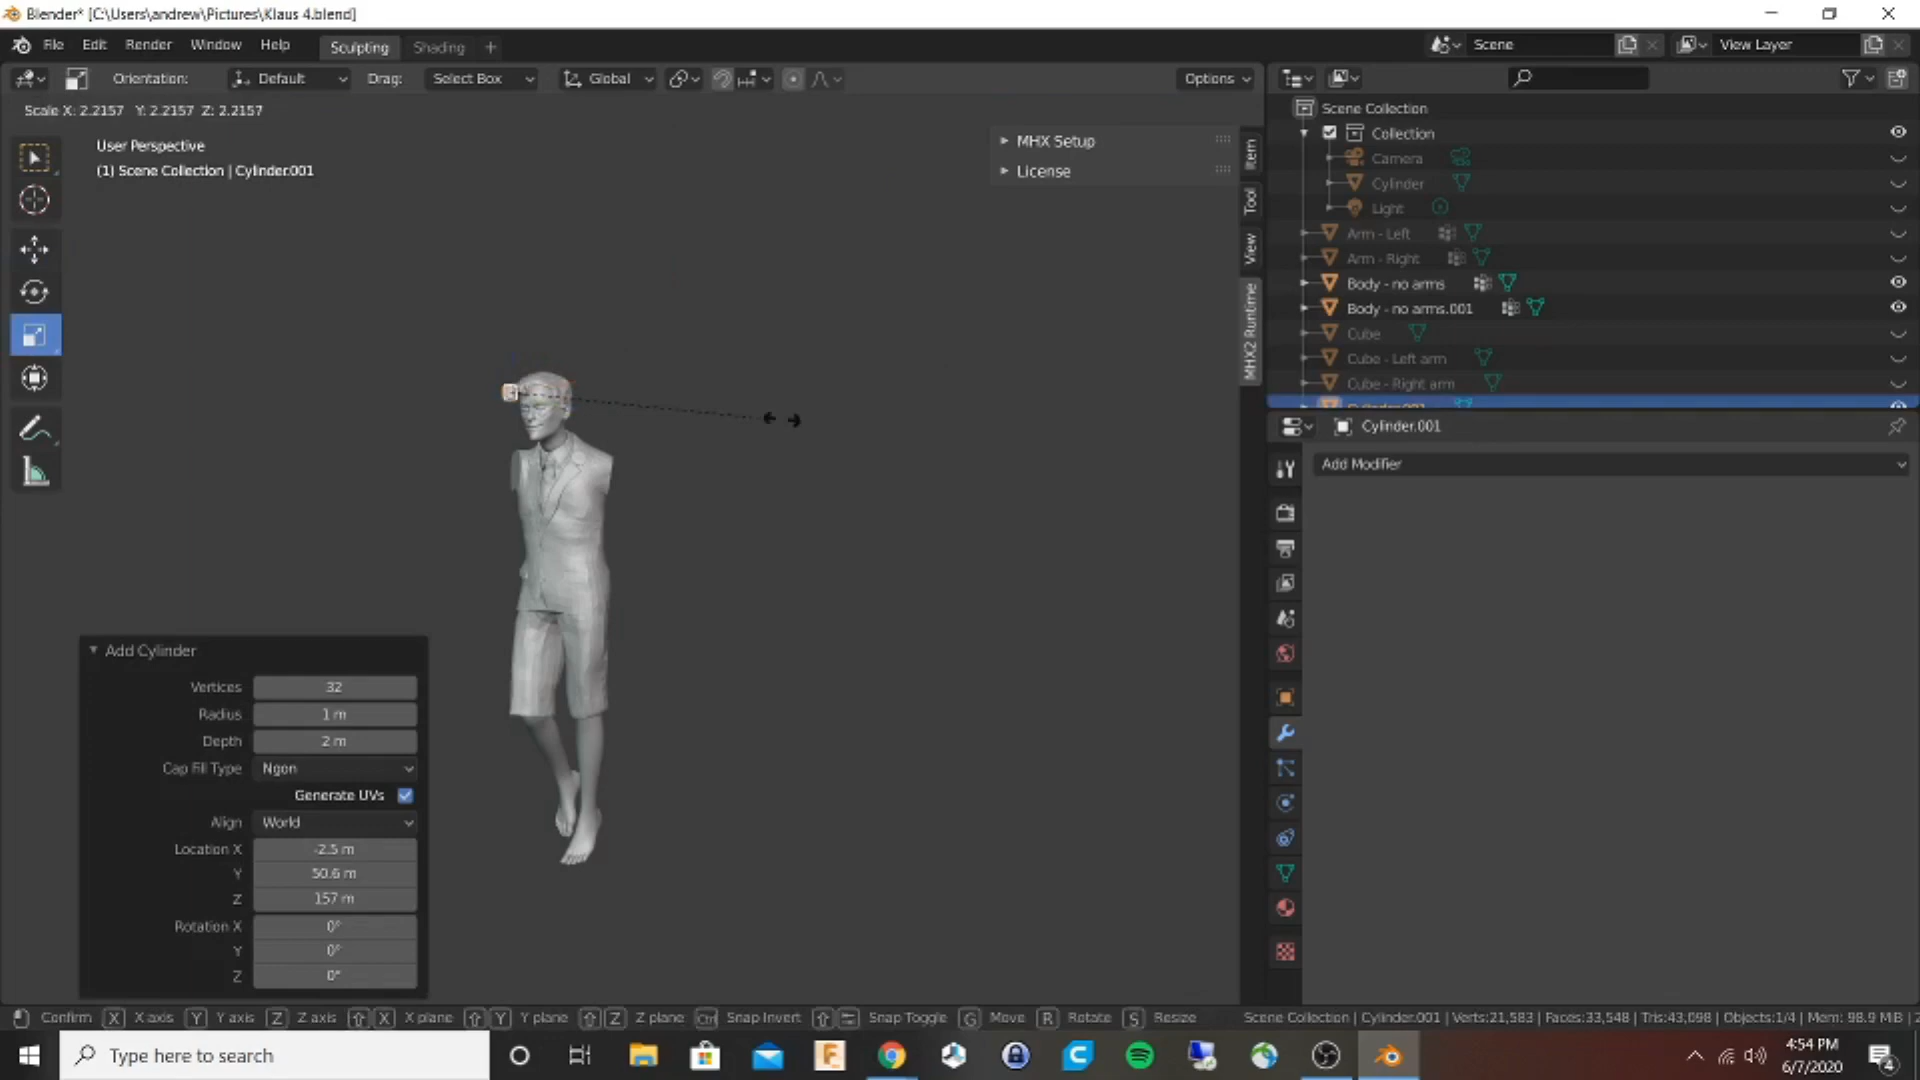 Blender* [C:\Users\andrew\Pictures\Klaus 4.blend]
File Edit Render Window Help Sculpting Shading + Scene View Layer
Orientation: Default Drag: Select Box Global Options
Scale X: 2.2157 Y: 2.2157 Z: 2.2157
User Perspective
(1) Scene Collection | Cylinder.001
MHX Setup
License
Item
Tool
View
MHX2 Runtime
Scene Collection
Collection
Camera
Cylinder
Light
Arm - Left
Arm - Right
Body - no arms
Body - no arms.001
Cube
Cube - Left arm
Cube - Right arm
Cylinder.001
Add Modifier
Add Cylinder
Vertices 32
Radius 1 m
Depth 2 m
Cap Fill Type Ngon
Generate UVs
Align World
Location X -2.5 m
Y 50.6 m
Z 157 m
Rotation X 0°
Y 0°
Z 0°
Confirm X X axis Y Y axis Z Z axis X X plane Y Y plane Z Z plane Ctrl Snap Invert Snap Toggle G Move R Rotate S Resize Scene Collection | Cylinder.001 | Verts:21,583 | Faces:33,548 | Tris:43,098 | Objects:1/4 | Mem: 98.9 MiB | 2
Type here to search
4:54 PM
6/7/2020
4